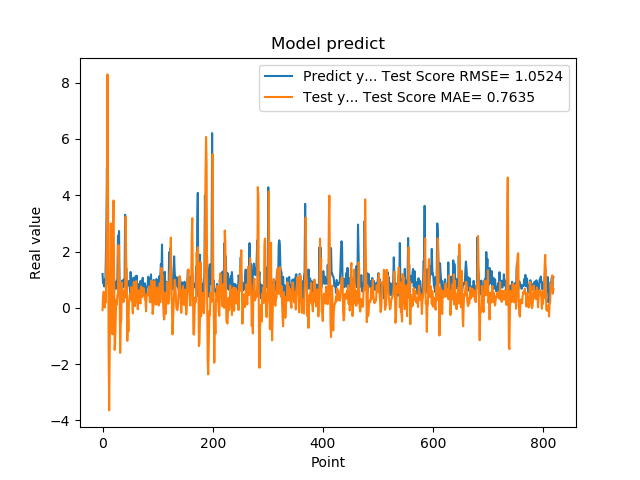 Model predict
Predict y... Test Score RMSE= 1.0524
Test y... Test Score MAE= 0.7635
Real value
8
6
4
2
0
−2
−4
0 200 400 600 800
Point